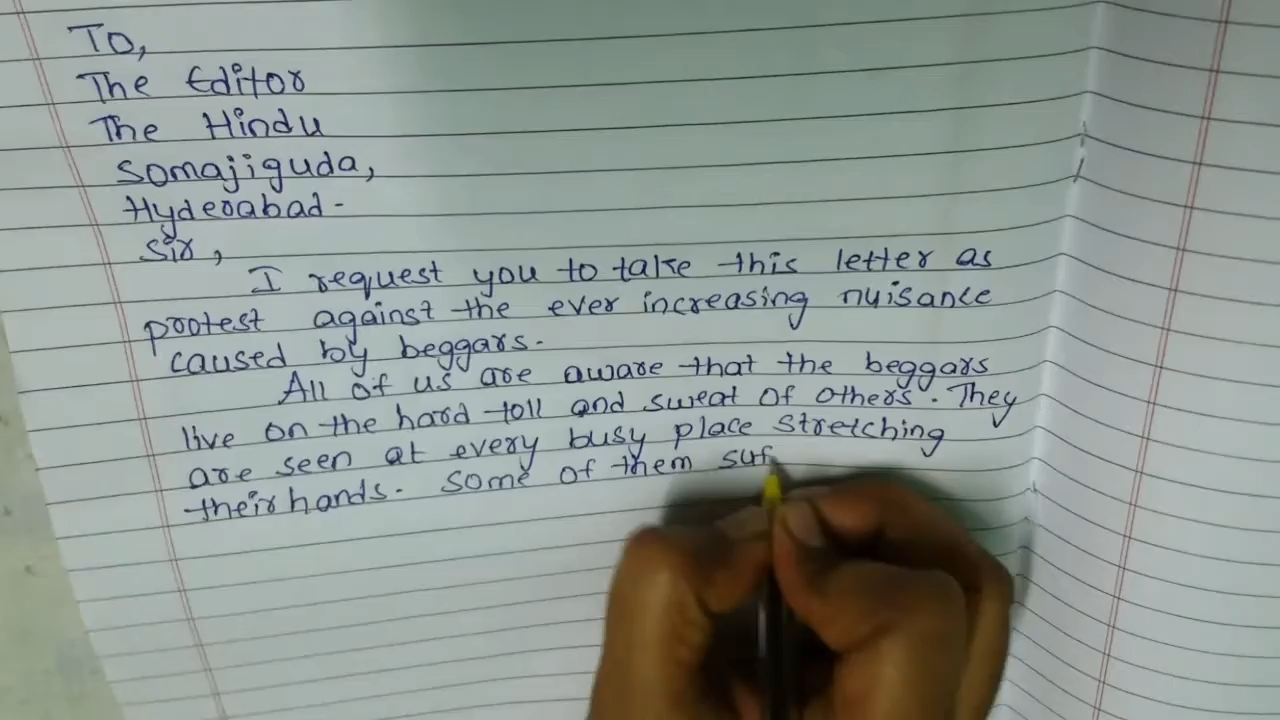 To,
The Editor
The Hindu
Somajiguda,
Hyderabad-
Sir,
I request you to take this letter as
protest against the ever increasing nuisance
caused by beggars.
All of us are aware that the beggars
live on the hard toll and sweat of others. They
are seen at every busy place stretching
their hands. Some of them suf